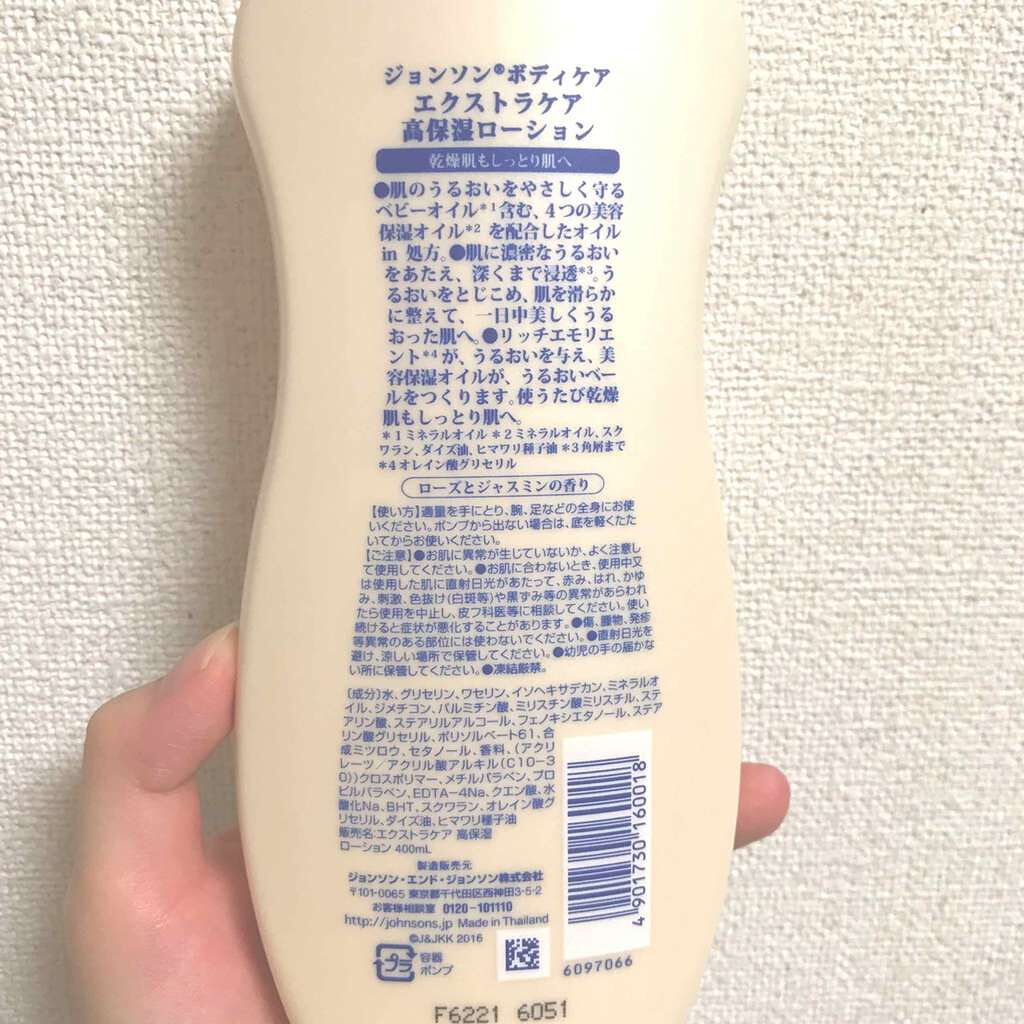 ジョンソン®ボディケア
エクストラケア
高保湿ローション
乾燥肌もしっとり肌へ
●肌のうるおいをやさしく守る
ベビーオイル*1含む、4つの美容
保湿オイル*2 を配合したオイル
in 処方。●肌に濃密なうるおい
をあたえ、深くまで浸透*3。う
るおいをとじこめ、肌を滑らか
に整えて、一日中美しくうる
おった肌へ。●リッチエモリエ
ント*4が、うるおいを与え、美
容保湿オイルが、うるおいベー
ルをつくります。使うたび乾燥
肌もしっとり肌へ。
*1ミネラルオイル *2ミネラルオイル、スク
ワラン、ダイズ油、ヒマワリ種子油 *3角層まで
*4オレイン酸グリセリル
ローズとジャスミンの香り
【使い方】適量を手にとり、腕、足などの全身にお使
いください。ポンプから出ない場合は、底を軽くたた
いてからお使いください。
【ご注意】●お肌に異常が生じていないか、よく注意し
て使用してください。●お肌に合わないとき、使用中又
は使用した肌に直射日光があたって、赤み、はれ、かゆ
み、刺激、色抜け(白斑等)や黒ずみ等の異常があらわれ
たら使用を中止し、皮フ科医等に相談してください。使い
続けると症状が悪化することがあります。●傷、腫物、発疹
等異常のある部位には使わないでください。●直射日光を
避け、涼しい場所で保管してください。●幼児の手の届かな
い所に保管してください。●凍結厳禁。
〔成分〕水、グリセリン、ワセリン、イソヘキサデカン、ミネラルオ
イル、ジメチコン、パルミチン酸、ミリスチン酸ミリスチル、ステ
アリン酸、ステアリルアルコール、フェノキシエタノール、ステア
リン酸グリセリル、ポリソルベート61、合
成ミツロウ、セタノール、香料、(アクリ
レーツ/アクリル酸アルキル(C10-3
0))クロスポリマー、メチルパラベン、プロ
ピルパラベン、EDTA-4Na、クエン酸、水
酸化Na、BHT、スクワラン、オレイン酸グ
リセリル、ダイズ油、ヒマワリ種子油
販売名:エクストラケア 高保湿
ローション 400mL
製造販売元
ジョンソン・エンド・ジョンソン株式会社
〒101-0065 東京都千代田区西神田3-5-2
お客様相談室 0120-101110
http://johnsons.jp Made in Thailand
©J&JKK 2016
プラ
容器
ポンプ
4 901730 160018
6097066
F6221 6051